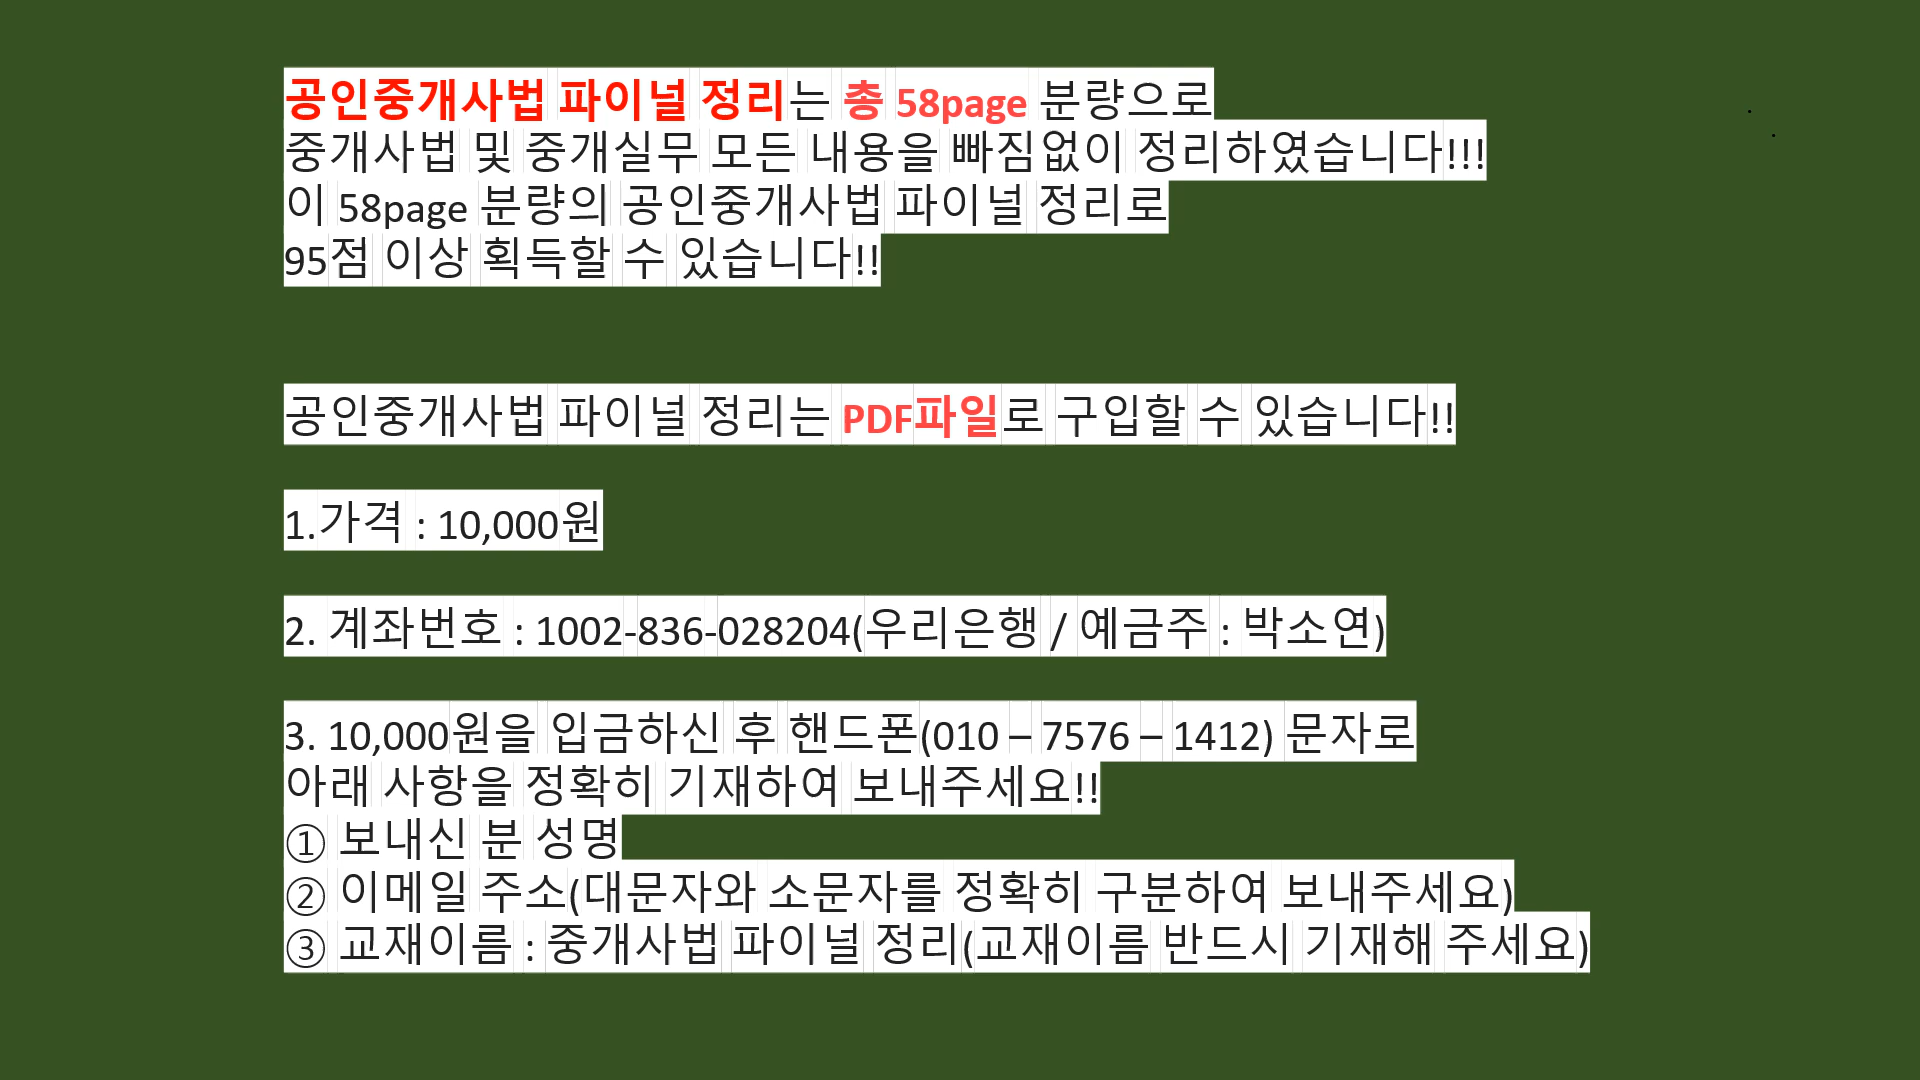 공인중개사법 파이널 정리는 총 58page 분량으로
중개사법 및 중개실무 모든 내용을 빠짐없이 정리하였습니다!!!
이 58page 분량의 공인중개사법 파이널 정리로
95점 이상 획득할 수 있습니다!!
공인중개사법 파이널 정리는 PDF파일로 구입할 수 있습니다!!
1.가격 : 10,000원
2. 계좌번호 : 1002-836-028204(우리은행 / 예금주 : 박소연)
3. 10,000원을 입금하신 후 핸드폰(010 – 7576 – 1412) 문자로
아래 사항을 정확히 기재하여 보내주세요!!
① 보내신 분 성명
② 이메일 주소(대문자와 소문자를 정확히 구분하여 보내주세요)
③ 교재이름 : 중개사법 파이널 정리(교재이름 반드시 기재해 주세요)